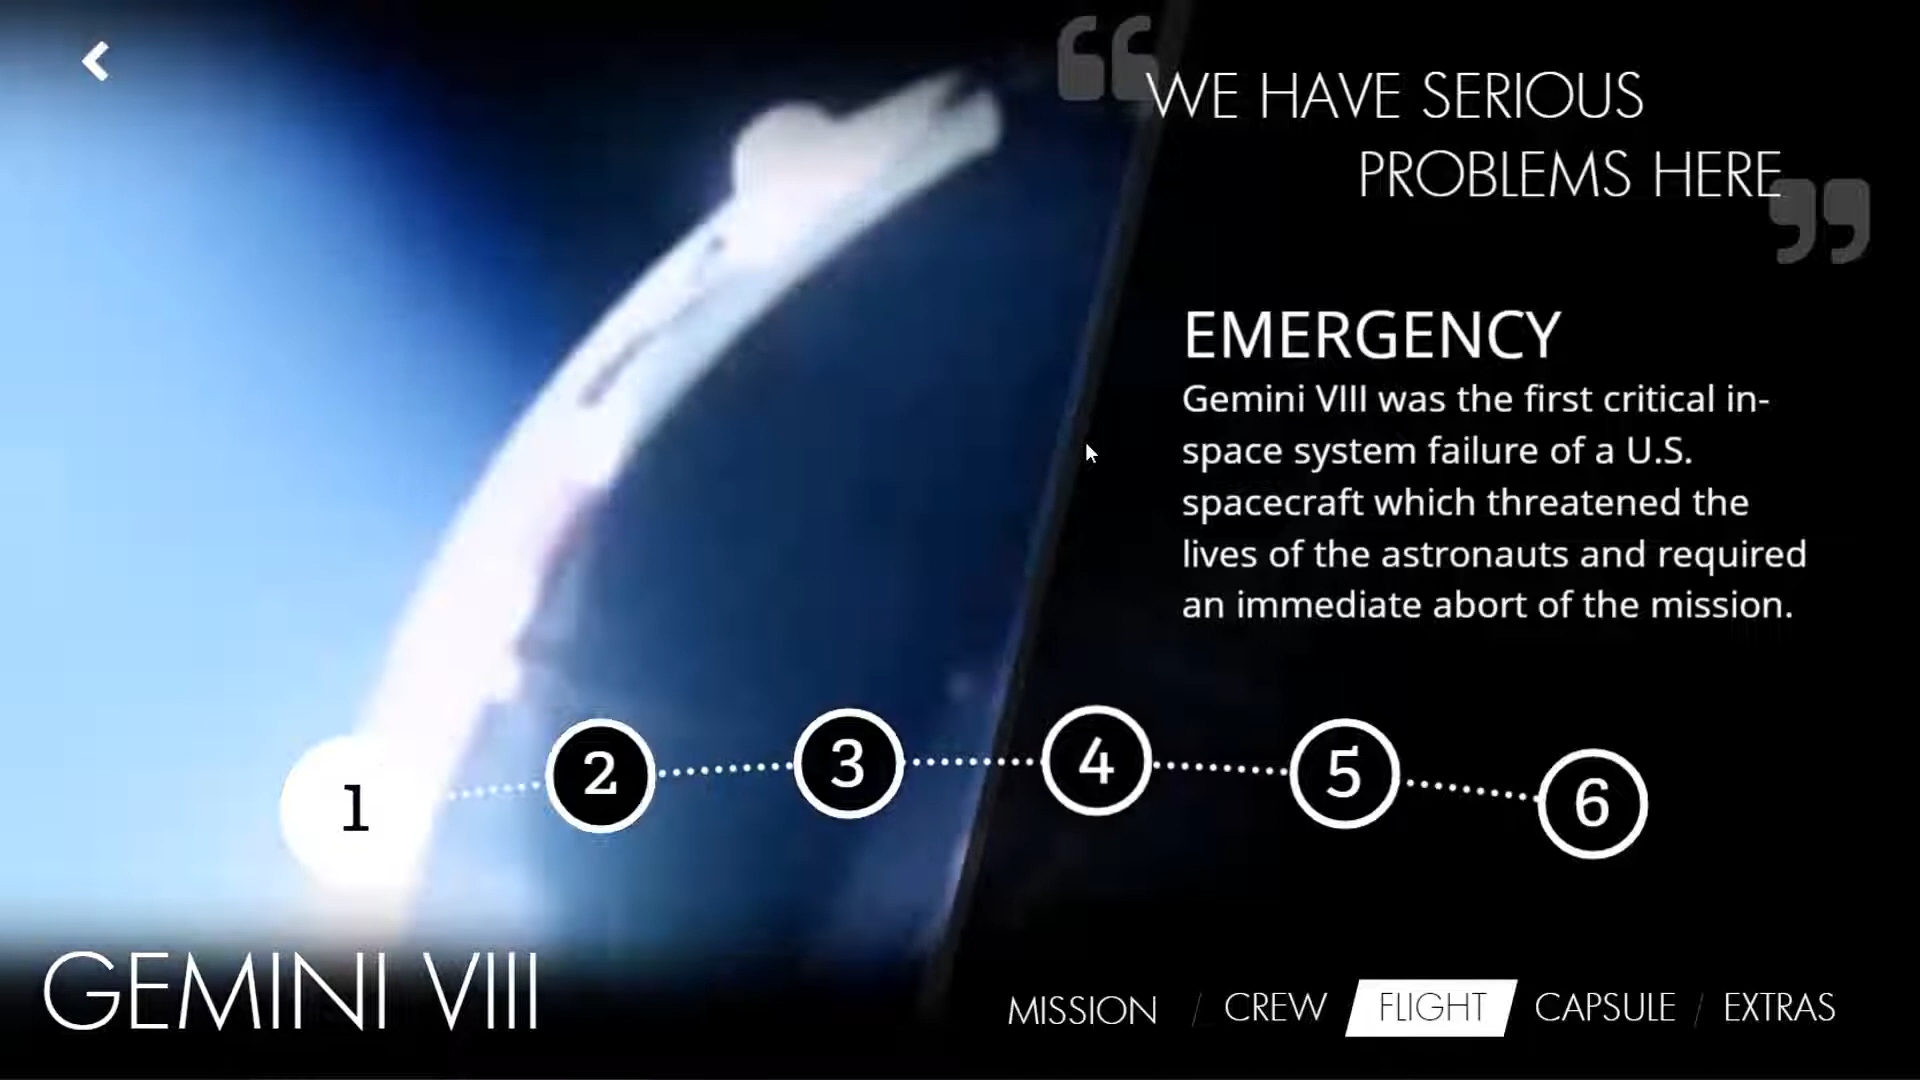 “WE HAVE SERIOUS
PROBLEMS HERE”
EMERGENCY
Gemini VIII was the first critical in-
space system failure of a U.S.
spacecraft which threatened the
lives of the astronauts and required
an immediate abort of the mission.
1 2 3 4 5 6
GEMINI VIII
MISSION / CREW FLIGHT CAPSULE / EXTRAS